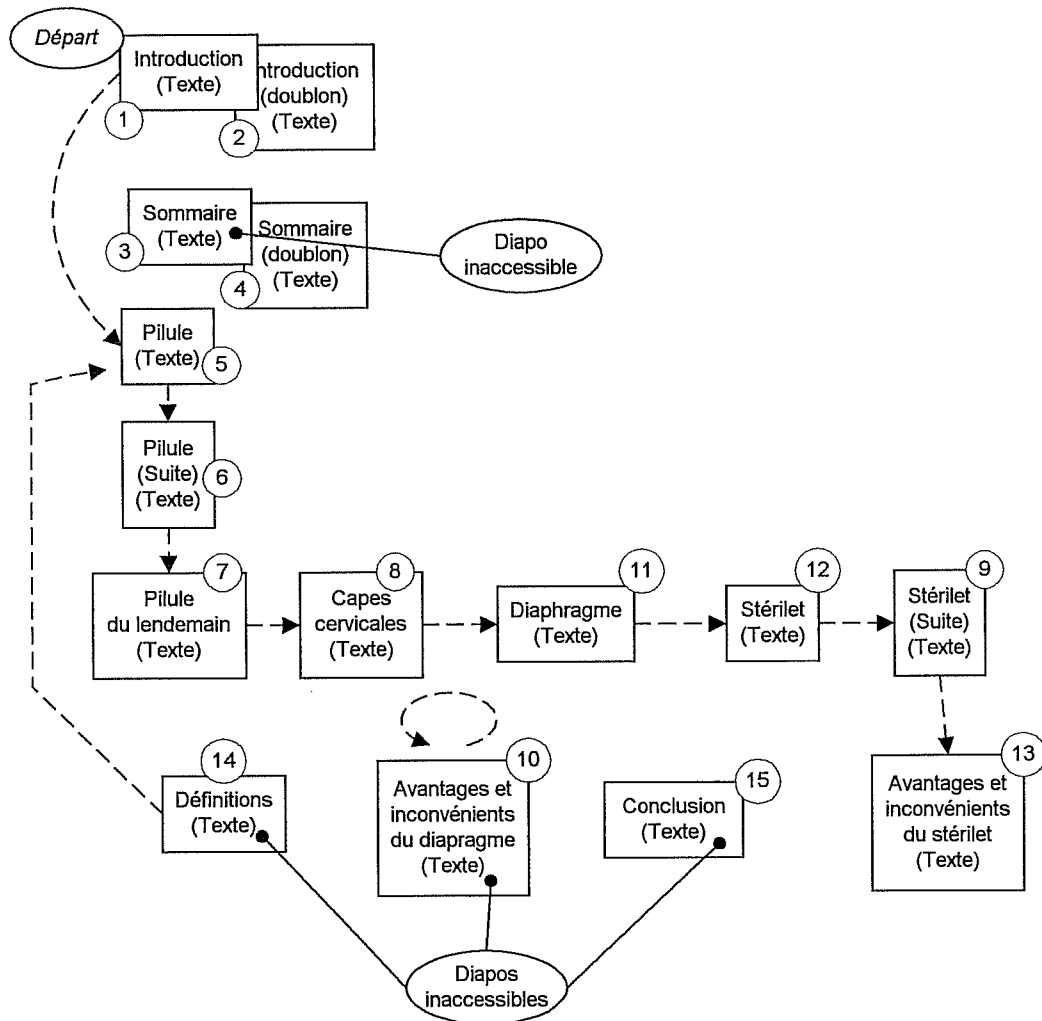 Départ
Introduction
(Texte)
1
ntroduction
(doublon)
(Texte)
2
Sommaire
(Texte)
3
Sommaire
(doublon)
(Texte)
4
Diapo
inaccessible
Pilule
(Texte)
5
Pilule
(Suite)
(Texte)
6
7
Pilule
du lendemain
(Texte)
8
Capes
cervicales
(Texte)
11
Diaphragme
(Texte)
12
Stérilet
(Texte)
9
Stérilet
(Suite)
(Texte)
14
Définitions
(Texte)
10
Avantages et
inconvénients
du diapragme
(Texte)
15
Conclusion
(Texte)
13
Avantages et
inconvénients
du stérilet
(Texte)
Diapos
inaccessibles